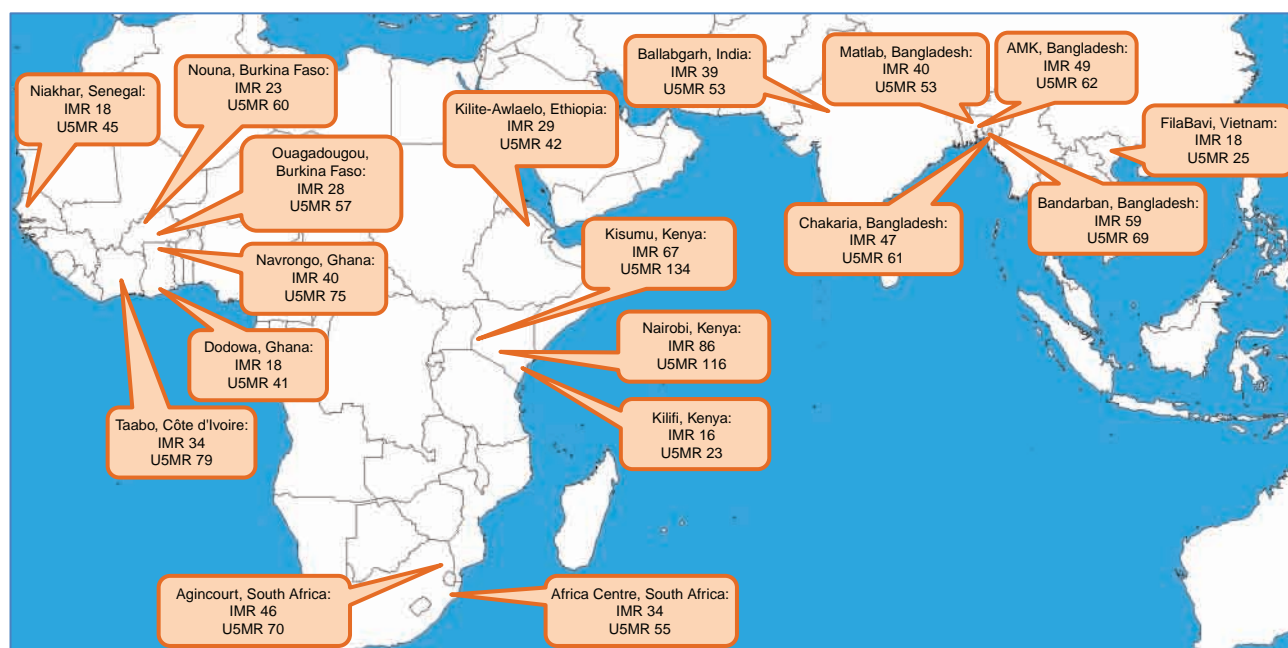 Niakhar, Senegal:
IMR 18
U5MR 45
Nouna, Burkina Faso:
IMR 23
U5MR 60
Ouagadougou,
Burkina Faso:
IMR 28
U5MR 57
Navrongo, Ghana:
IMR 40
U5MR 75
Dodowa, Ghana:
IMR 18
U5MR 41
Taabo, Côte d'Ivoire:
IMR 34
U5MR 79
Kilite-Awlaelo, Ethiopia:
IMR 29
U5MR 42
Kisumu, Kenya:
IMR 67
U5MR 134
Nairobi, Kenya:
IMR 86
U5MR 116
Kilifi, Kenya:
IMR 16
U5MR 23
Agincourt, South Africa:
IMR 46
U5MR 70
Africa Centre, South Africa:
IMR 34
U5MR 55
Ballabgarh, India:
IMR 39
U5MR 53
Matlab, Bangladesh:
IMR 40
U5MR 53
AMK, Bangladesh:
IMR 49
U5MR 62
FilaBavi, Vietnam:
IMR 18
U5MR 25
Chakaria, Bangladesh:
IMR 47
U5MR 61
Bandarban, Bangladesh:
IMR 59
U5MR 69